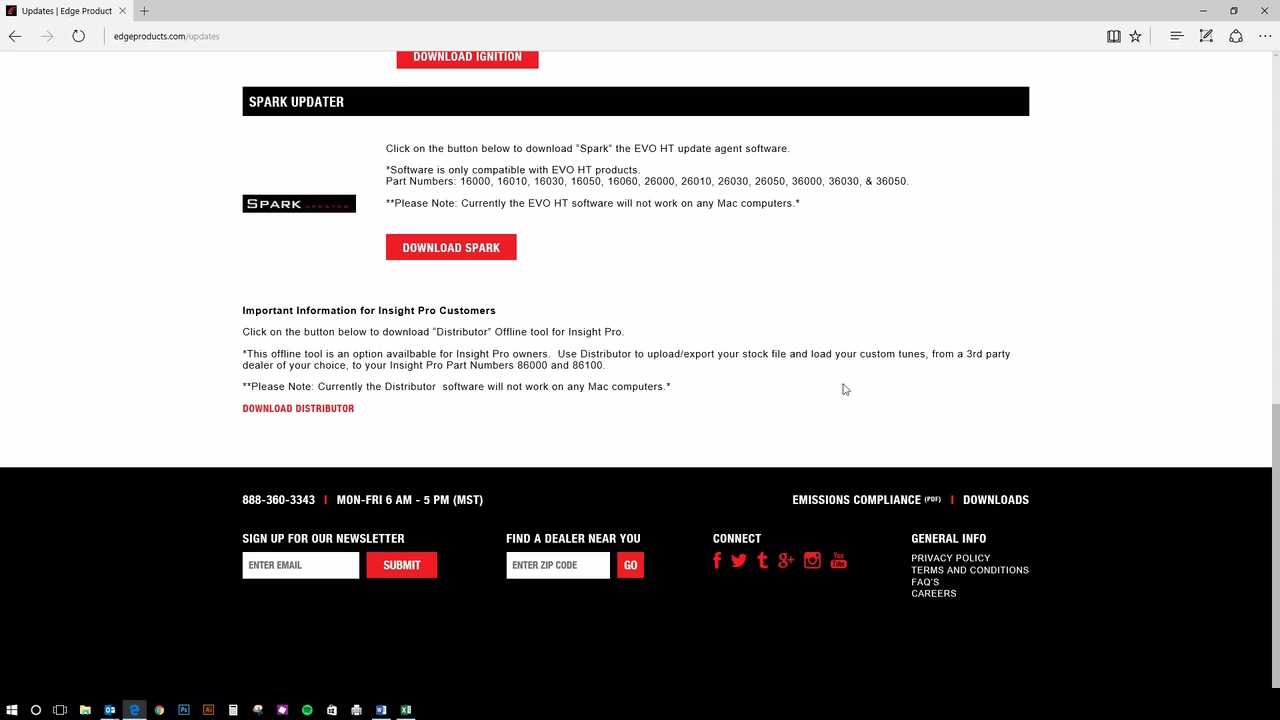 Updates | Edge Product
edgeproducts.com/updates
DOWNLOAD IGNITION
SPARK UPDATER
Click on the button below to download "Spark" the EVO HT update agent software.
*Software is only compatible with EVO HT products.
Part Numbers: 16000, 16010, 16030, 16050, 16060, 26000, 26010, 26030, 26050, 36000, 36030, & 36050.
SPARK UPDATER
**Please Note: Currently the EVO HT software will not work on any Mac computers.*
DOWNLOAD SPARK
Important Information for Insight Pro Customers
Click on the button below to download "Distributor" Offline tool for Insight Pro.
*This offline tool is an option availbable for Insight Pro owners.  Use Distributor to upload/export your stock file and load your custom tunes, from a 3rd party
dealer of your choice, to your Insight Pro Part Numbers 86000 and 86100.
**Please Note: Currently the Distributor  software will not work on any Mac computers.*
DOWNLOAD DISTRIBUTOR
888-360-3343 | MON-FRI 6 AM - 5 PM (MST)
EMISSIONS COMPLIANCE (PDF) | DOWNLOADS
SIGN UP FOR OUR NEWSLETTER
ENTER EMAIL
SUBMIT
FIND A DEALER NEAR YOU
ENTER ZIP CODE
GO
CONNECT
You Tube
GENERAL INFO
PRIVACY POLICY
TERMS AND CONDITIONS
FAQ'S
CAREERS